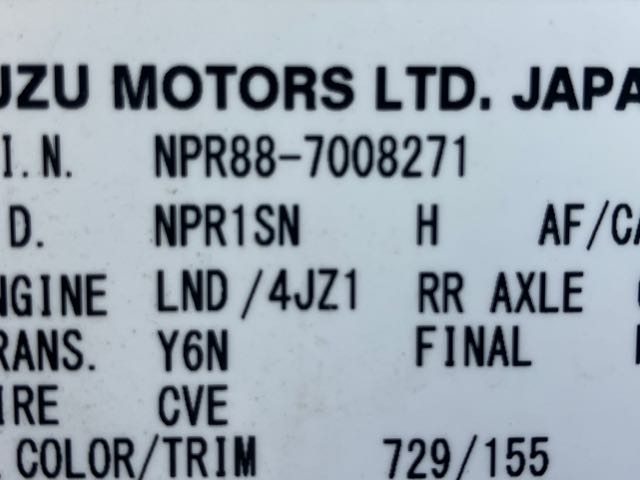 UZU MOTORS LTD. JAPA
I.N. NPR88-7008271
D. NPR1SN H AF/CA
NGINE LND/4JZ1 RR AXLE
RANS. Y6N FINAL
IRE CVE
COLOR/TRIM 729/155